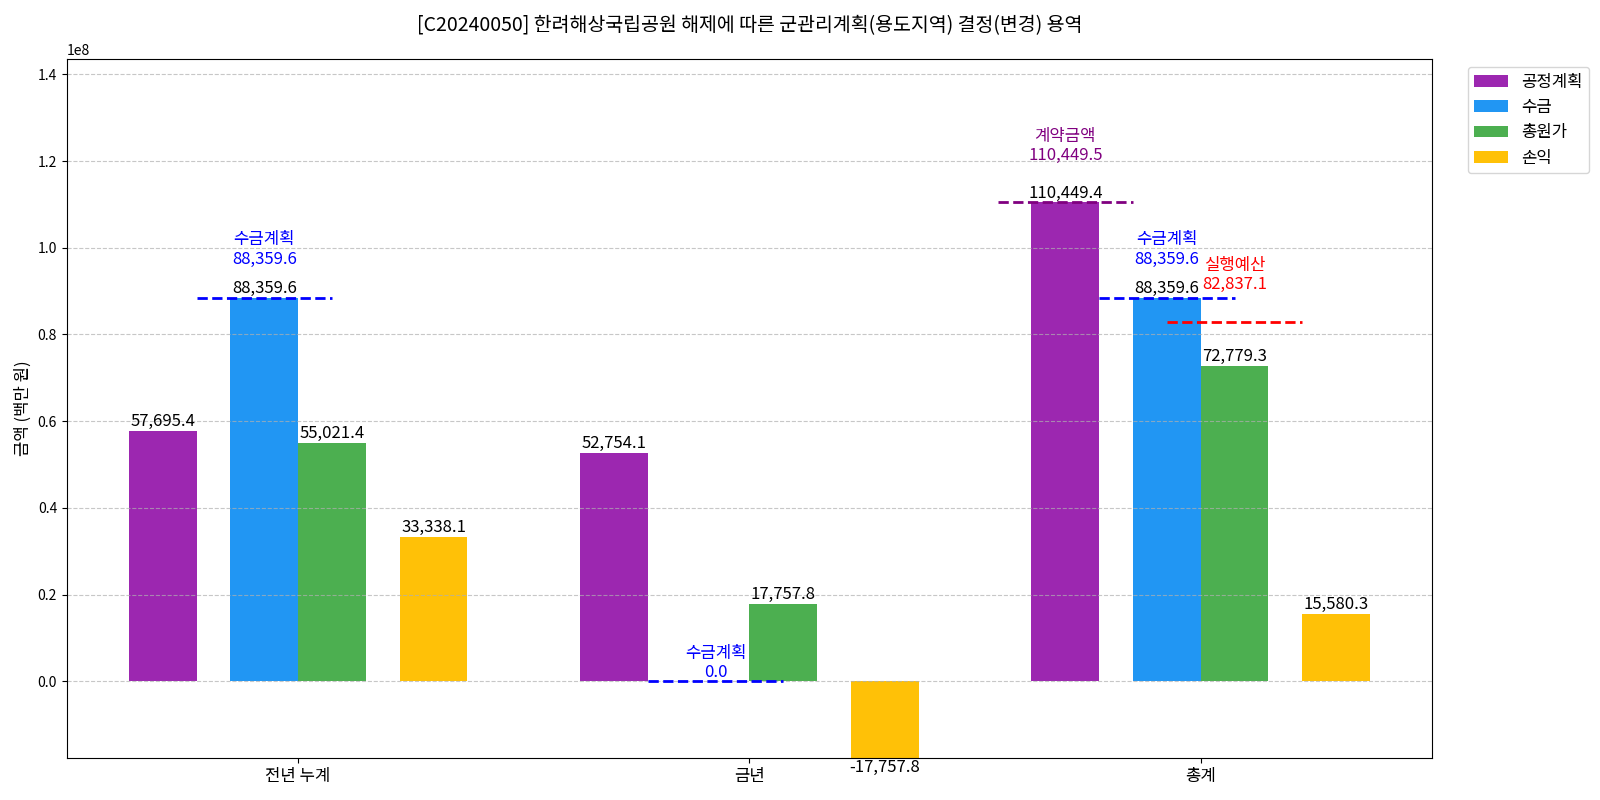 [C20240050] 한려해상국립공원 해제에 따른 군관리계획(용도지역) 결정(변경) 용역
1e8
1.4
1.2
1.0
0.8
0.6
0.4
0.2
0.0
금액 (백만 원)
공정계획
수금
총원가
손익
계약금액
110,449.5
110,449.4
수금계획
88,359.6
88,359.6
수금계획
88,359.6
88,359.6
실행예산
82,837.1
72,779.3
57,695.4
55,021.4
52,754.1
33,338.1
17,757.8
15,580.3
수금계획
0.0
-17,757.8
전년 누계
금년
총계